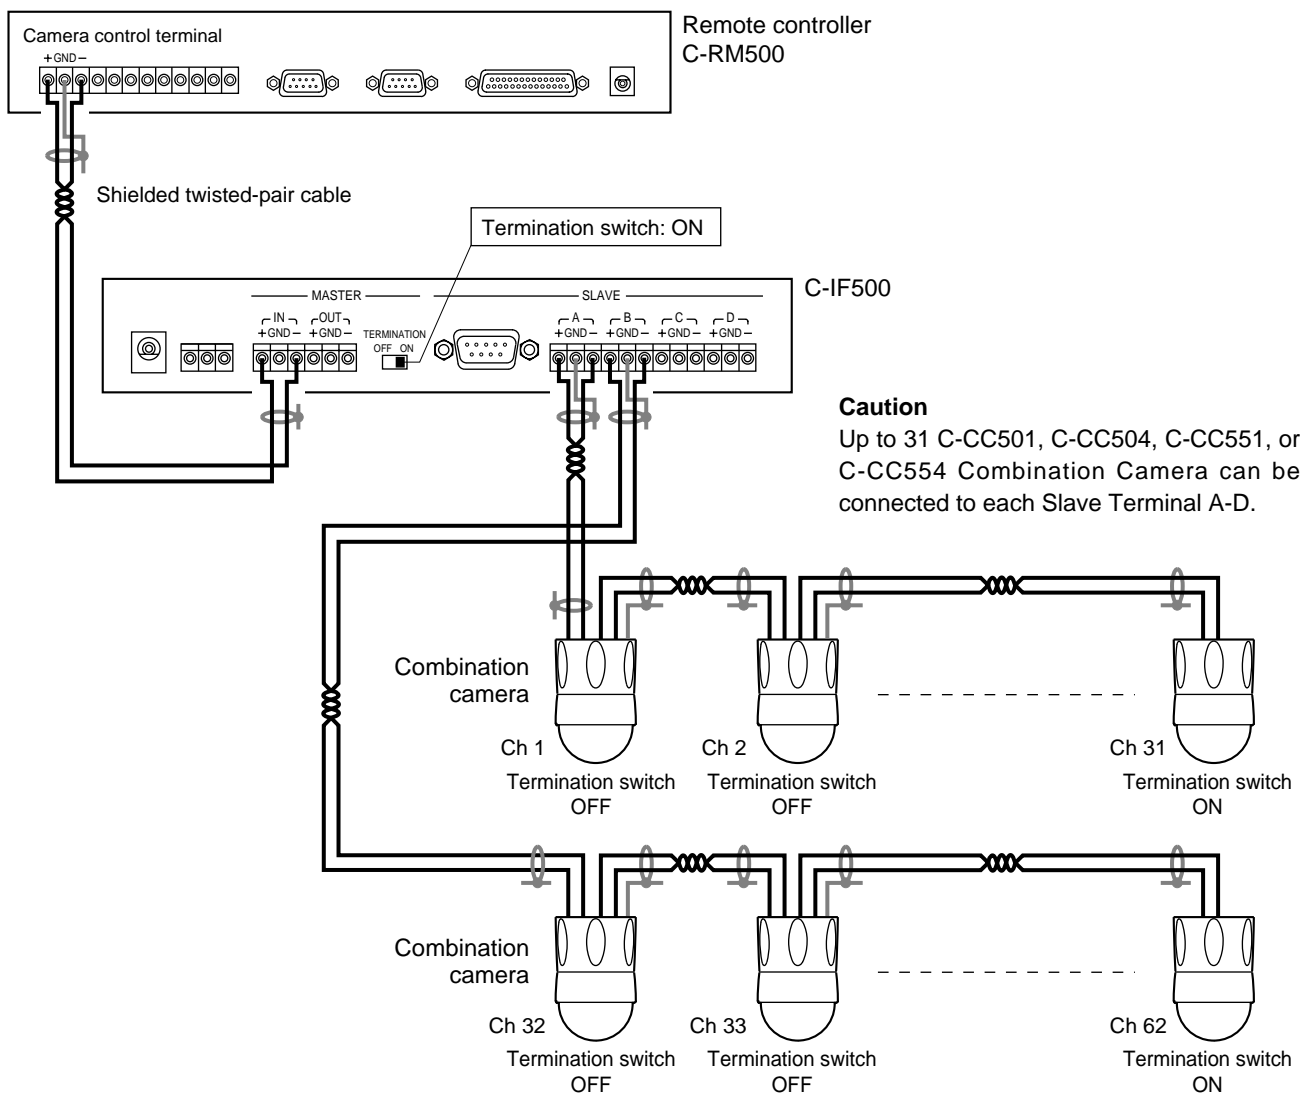 Remote controller
C-RM500
Camera control terminal
+ GND −
Shielded twisted-pair cable
Termination switch: ON
C-IF500
MASTER
SLAVE
IN
OUT
A
B
C
D
+ GND −
+ GND −
TERMINATION
OFF ON
+ GND −
+ GND −
+ GND −
+ GND −
Caution
Up to 31 C-CC501, C-CC504, C-CC551, or
C-CC554 Combination Camera can be
connected to each Slave Terminal A-D.
Combination
camera
Ch 1
Termination switch
OFF
Ch 2
Termination switch
OFF
Ch 31
Termination switch
ON
Combination
camera
Ch 32
Termination switch
OFF
Ch 33
Termination switch
OFF
Ch 62
Termination switch
ON